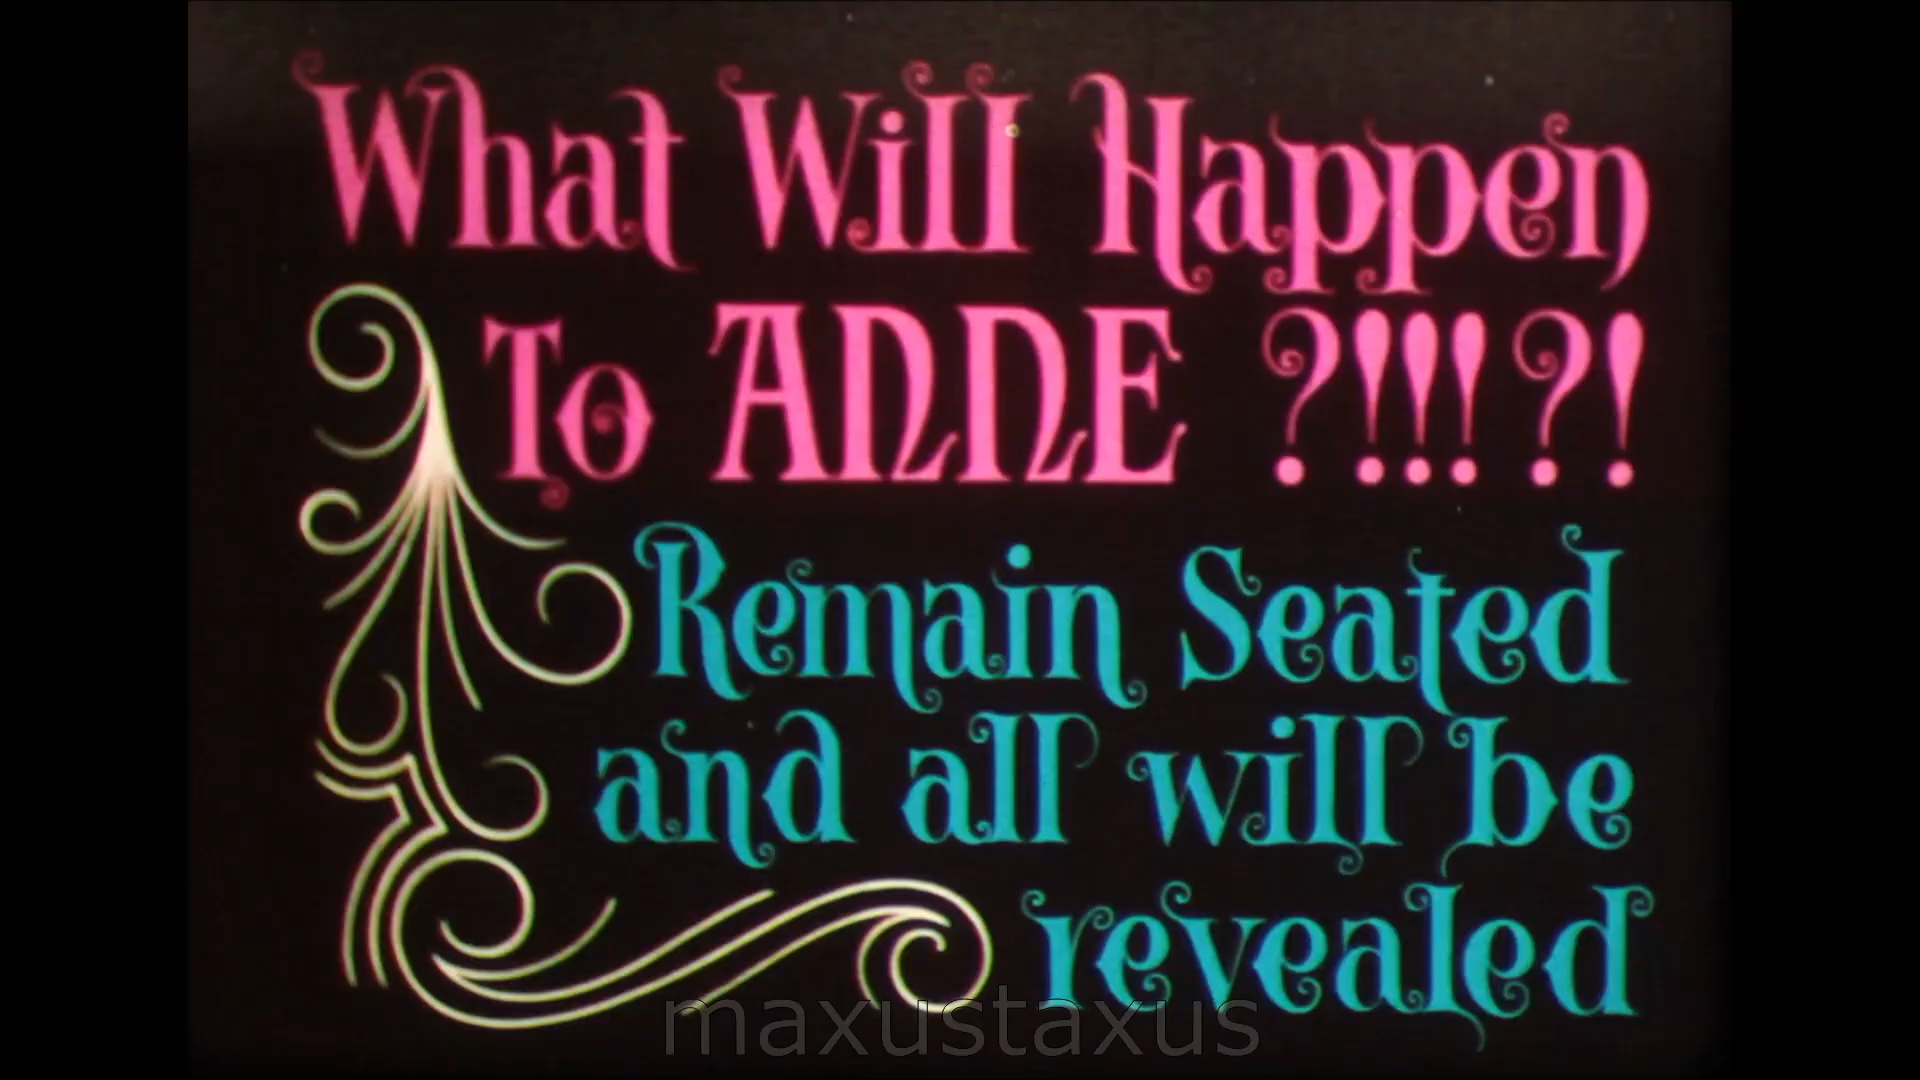 What Will Happen
To ANNE ?!!!?!
Remain Seated
and all will be
revealed
maxustaxus